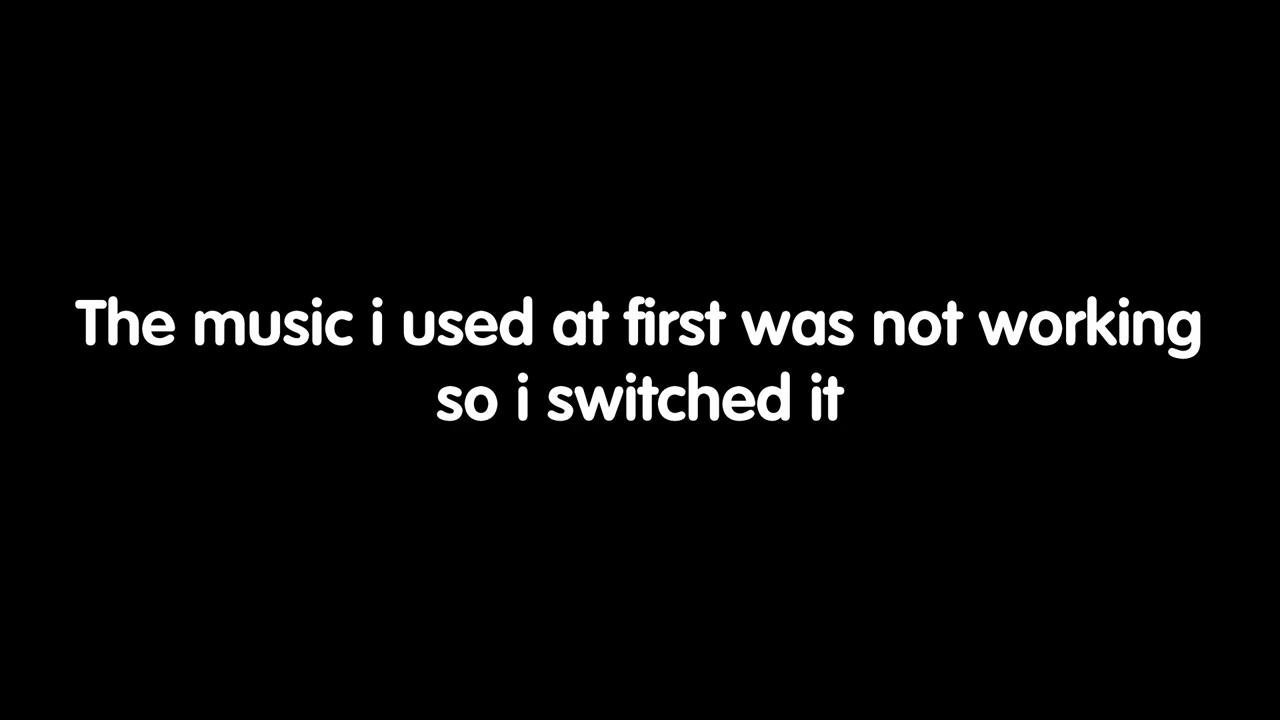 The music i used at first was not working
so i switched it